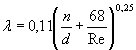 λ = 0,11(n/d + 68/Re)^0,25